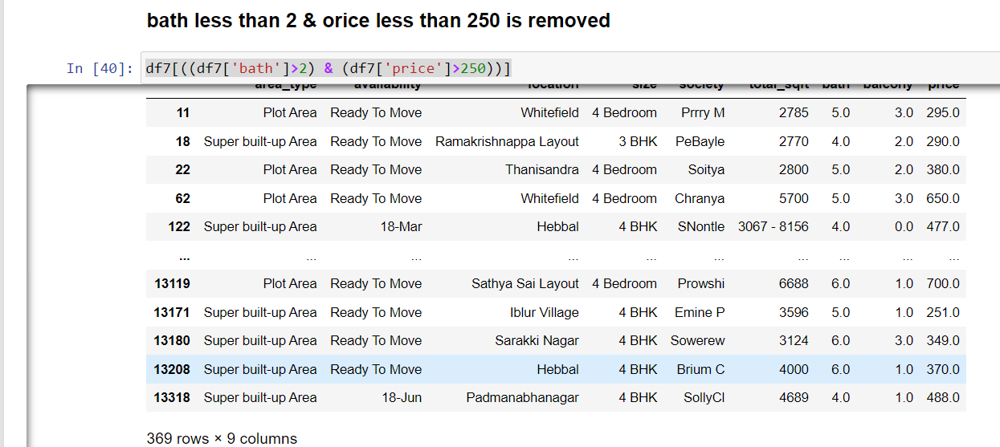 bath less than 2 & orice less than 250 is removed
In [40]: df7[((df7['bath']>2) & (df7['price']>250))]
area_type availability location size society total_sqft bath balcony price
11 Plot Area Ready To Move Whitefield 4 Bedroom Prrry M 2785 5.0 3.0 295.0
18 Super built-up Area Ready To Move Ramakrishnappa Layout 3 BHK PeBayle 2770 4.0 2.0 290.0
22 Plot Area Ready To Move Thanisandra 4 Bedroom Soitya 2800 5.0 2.0 380.0
62 Plot Area Ready To Move Whitefield 4 Bedroom Chranya 5700 5.0 3.0 650.0
122 Super built-up Area 18-Mar Hebbal 4 BHK SNontle 3067 - 8156 4.0 0.0 477.0
... ... ... ... ... ... ... ... ... ...
13119 Plot Area Ready To Move Sathya Sai Layout 4 Bedroom Prowshi 6688 6.0 1.0 700.0
13171 Super built-up Area Ready To Move Iblur Village 4 BHK Emine P 3596 5.0 1.0 251.0
13180 Super built-up Area Ready To Move Sarakki Nagar 4 BHK Sowerew 3124 6.0 3.0 349.0
13208 Super built-up Area Ready To Move Hebbal 4 BHK Brium C 4000 6.0 1.0 370.0
13318 Super built-up Area 18-Jun Padmanabhanagar 4 BHK SollyCl 4689 4.0 1.0 488.0
369 rows × 9 columns